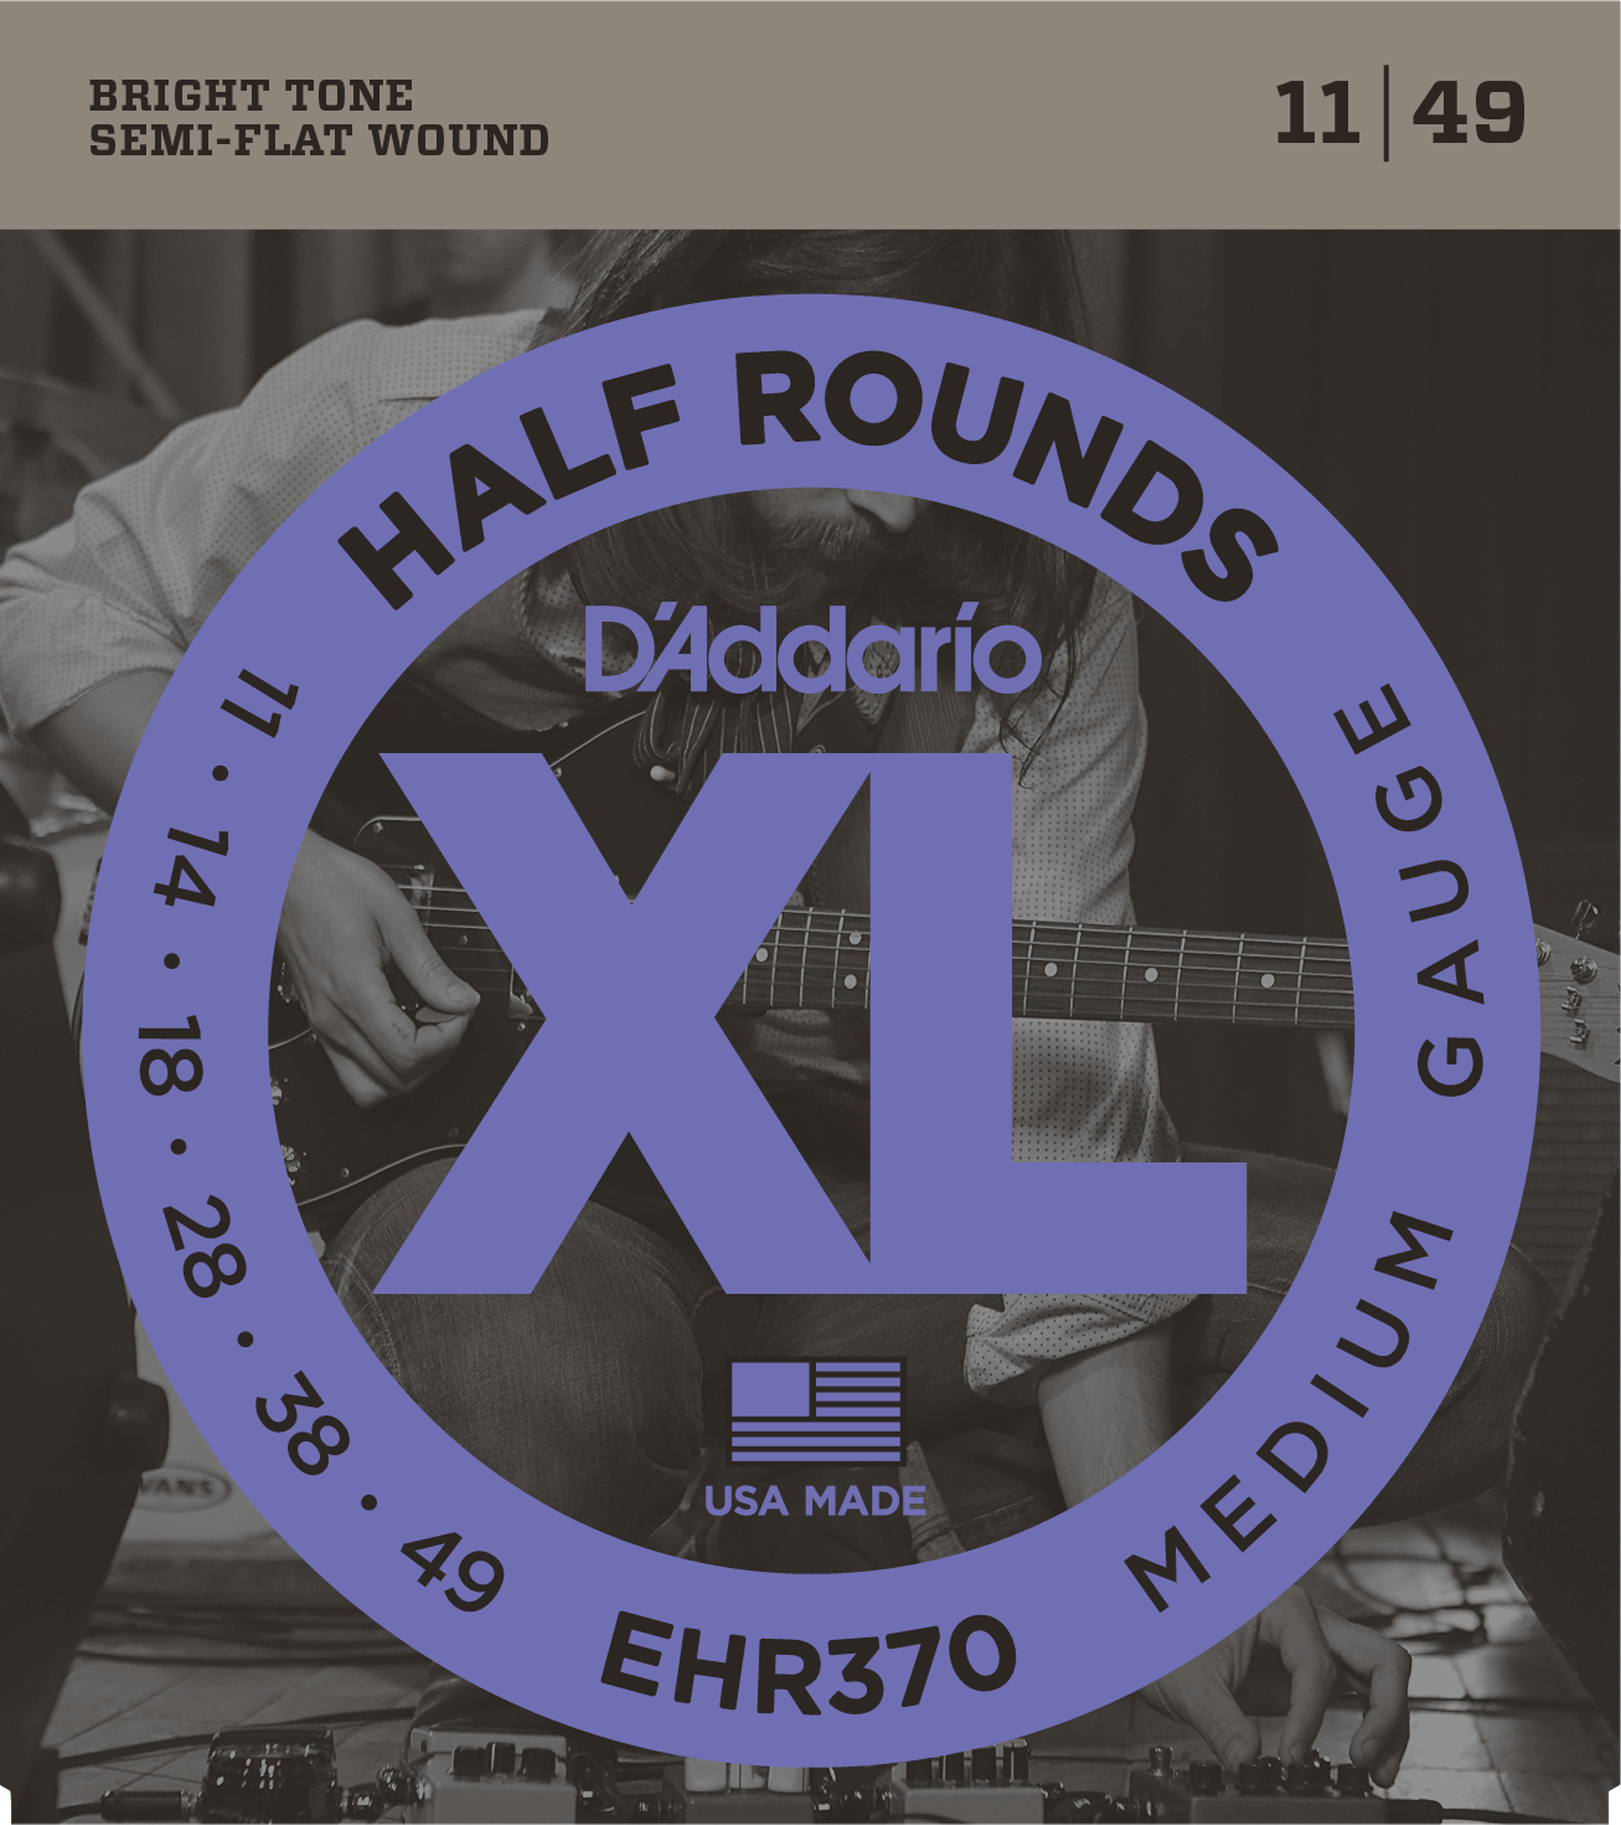 BRIGHT TONE
SEMI-FLAT WOUND
11 | 49
HALF ROUNDS
D'Addario
XL
USA MADE
11 • 14 • 18 • 28 • 38 • 49
EHR370
MEDIUM GAUGE
VANS